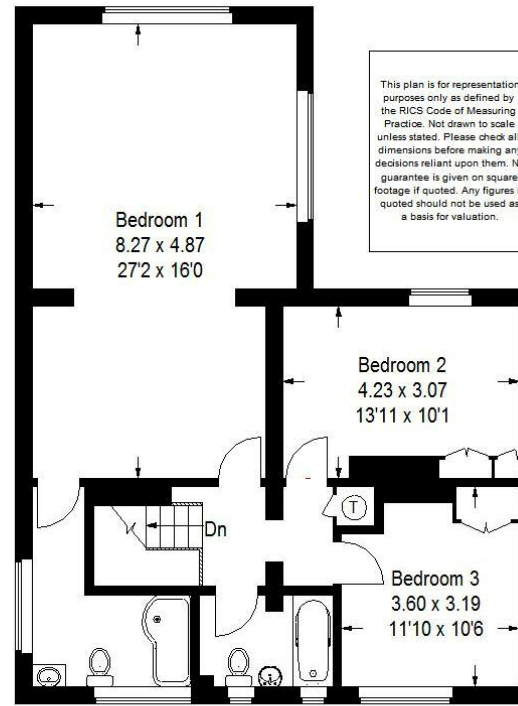 This plan is for representation
purposes only as defined by
the RICS Code of Measuring
Practice. Not drawn to scale
unless stated. Please check all
dimensions before making any
decisions reliant upon them. N
guarantee is given on square
footage if quoted. Any figures i
quoted should not be used as
a basis for valuation.
Bedroom 1
8.27 x 4.87
27'2 x 16'0
Bedroom 2
4.23 x 3.07
13'11 x 10'1
T
Dn
Bedroom 3
3.60 x 3.19
11'10 x 10'6